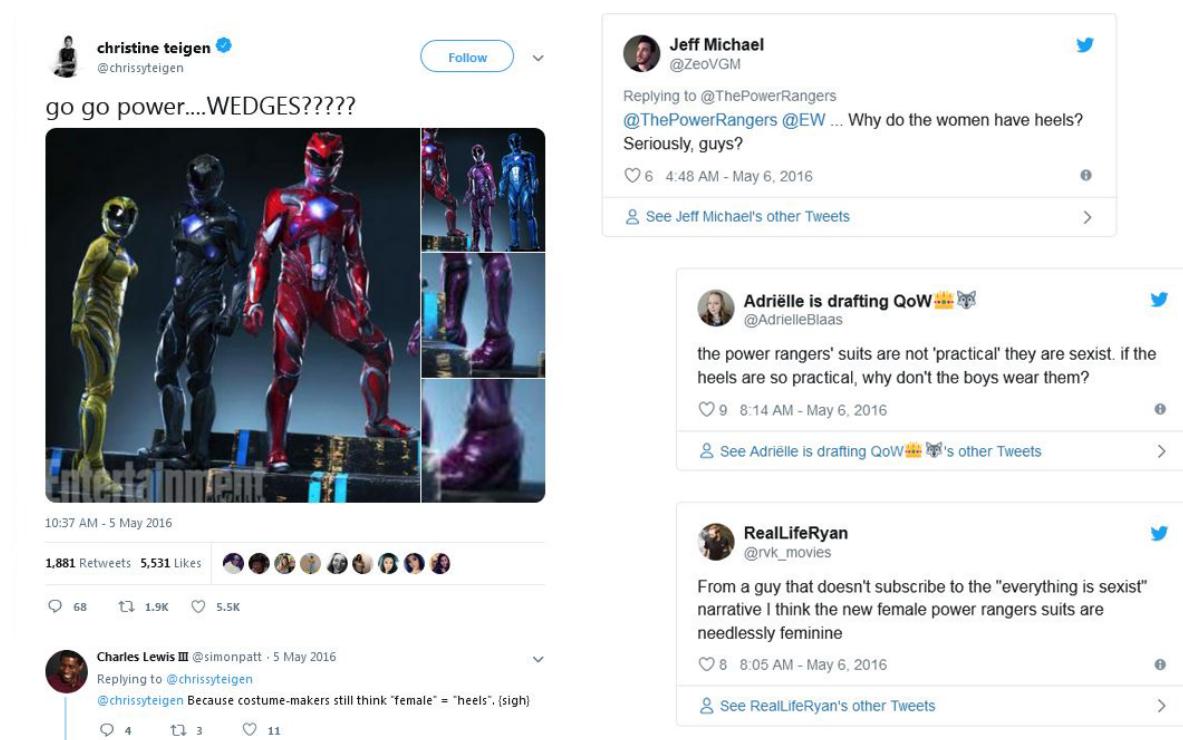 christine teigen
@chrissyteigen
Follow
go go power....WEDGES?????
Entertainment
10:37 AM - 5 May 2016
1,881 Retweets 5,531 Likes
68 1.9K 5.5K
Charles Lewis III @simonpatt · 5 May 2016
Replying to @chrissyteigen
@chrissyteigen Because costume-makers still think "female" = "heels". {sigh}
4 3 11
Jeff Michael
@ZeoVGM
Replying to @ThePowerRangers
@ThePowerRangers @EW ... Why do the women have heels?
Seriously, guys?
6 4:48 AM - May 6, 2016
See Jeff Michael's other Tweets
Adriëlle is drafting QoW👑🐺
@AdrielleBlaas
the power rangers' suits are not 'practical' they are sexist. if the
heels are so practical, why don't the boys wear them?
9 8:14 AM - May 6, 2016
See Adriëlle is drafting QoW👑🐺's other Tweets
RealLifeRyan
@rvk_movies
From a guy that doesn't subscribe to the "everything is sexist"
narrative I think the new female power rangers suits are
needlessly feminine
8 8:05 AM - May 6, 2016
See RealLifeRyan's other Tweets